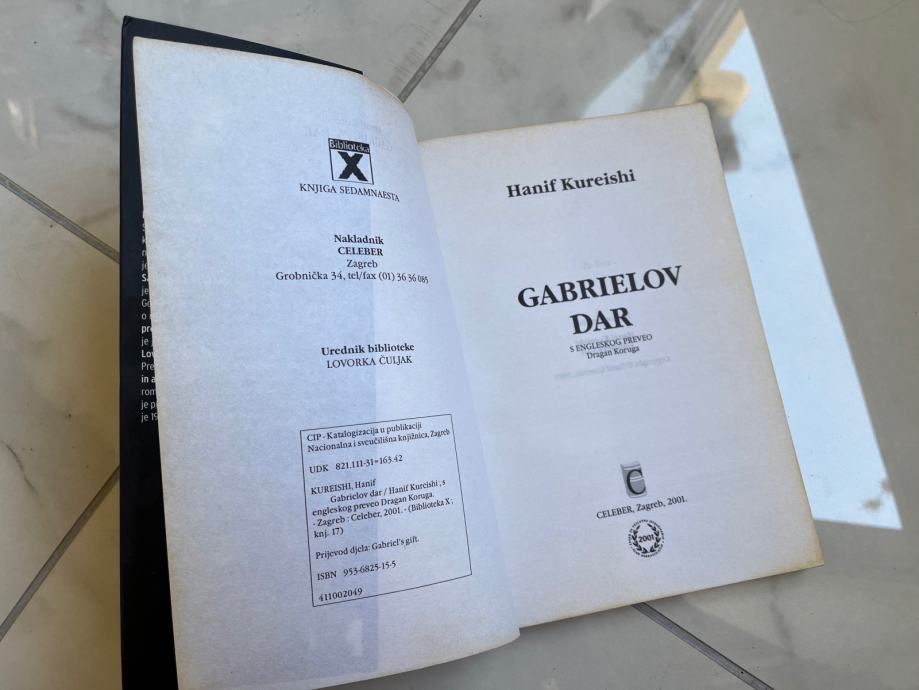 Biblioteka
X
KNJIGA SEDAMNAESTA
Nakladnik
CELEBER
Zagreb
Grobnička 34, tel/fax (01) 36 36 085
Urednik biblioteke
LOVORKA ČULJAK
CIP - Katalogizacija u publikaciji
Nacionalna i sveučilišna knjižnica, Zagreb
UDK 821.111-31=163.42
KUREISHI, Hanif
Gabrielov dar / Hanif Kureishi ; s
engleskog preveo Dragan Koruga.
- Zagreb : Celeber, 2001. - (Biblioteka X ;
knj. 17)
Prijevod djela: Gabriel's gift.
ISBN 953-6825-15-5
411002049
Hanif Kureishi
GABRIELOV
DAR
S ENGLESKOG PREVEO
Dragan Koruga
C
CELEBER, Zagreb, 2001.
2001